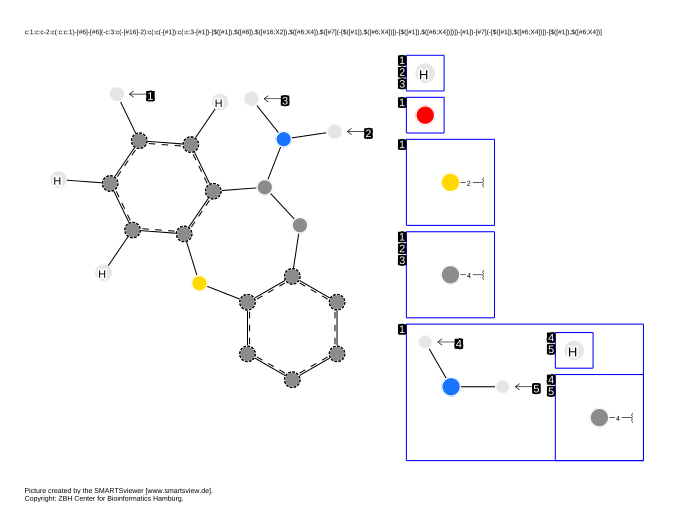 c:1:c:c:c-2:c(:c:c:1)-[#6]-[#6](-c:3:c(-[#16]-2):c(:c(-[#1]):c(:c:3-[#1])-[$([#1]),$([#8]),$([#16;X2]),$([#6;X4]),$([#7](-[$([#1]),$([#6;X4])])-[$([#1]),$([#6;X4])])])-[#1])-[#7](-[$([#1]),$([#6;X4])])-[$([#1]),$([#6;X4])]
1
2
3
H
1
3
H
1
2
H
1
2
1
2
3
4
H
1
4
4
5
H
5
4
5
4
Picture created by the SMARTSviewer [www.smartsview.de].
Copyright: ZBH Center for Bioinformatics Hamburg.